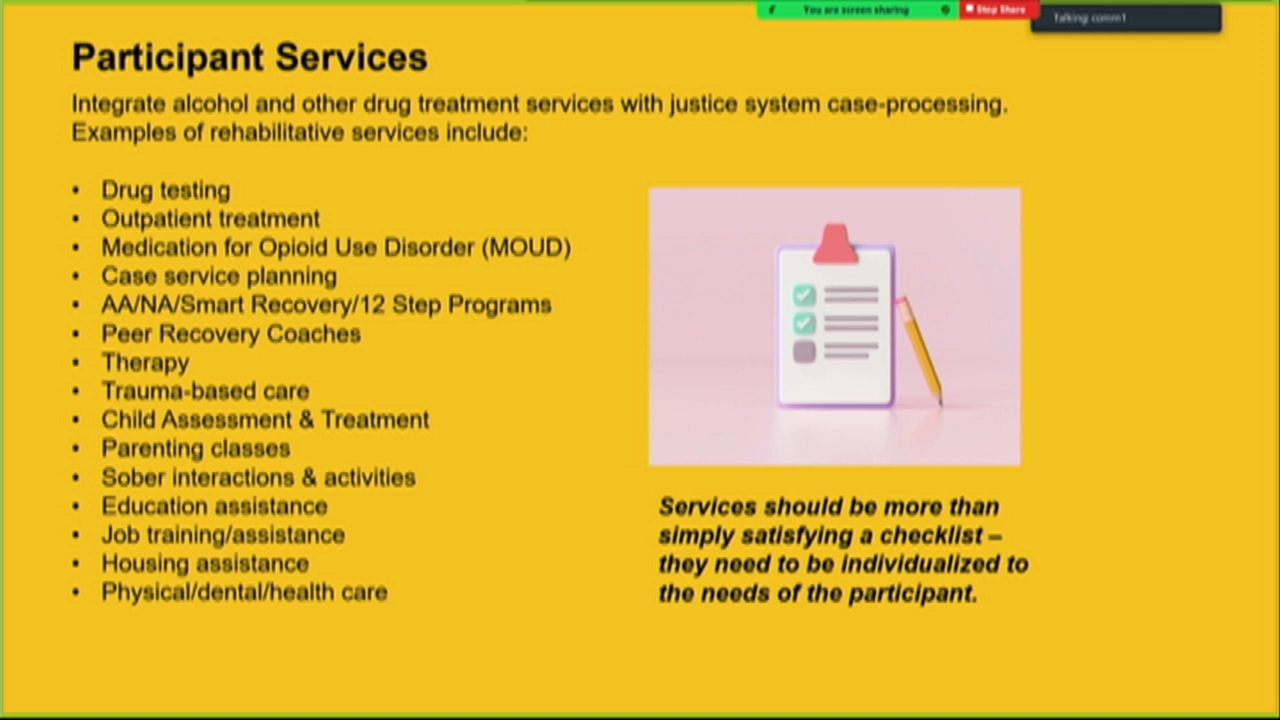 You are screen sharing
Stop Share
Talking: comm1
Participant Services
Integrate alcohol and other drug treatment services with justice system case-processing.
Examples of rehabilitative services include:
• Drug testing
• Outpatient treatment
• Medication for Opioid Use Disorder (MOUD)
• Case service planning
• AA/NA/Smart Recovery/12 Step Programs
• Peer Recovery Coaches
• Therapy
• Trauma-based care
• Child Assessment & Treatment
• Parenting classes
• Sober interactions & activities
• Education assistance
• Job training/assistance
• Housing assistance
• Physical/dental/health care
Services should be more than
simply satisfying a checklist –
they need to be individualized to
the needs of the participant.